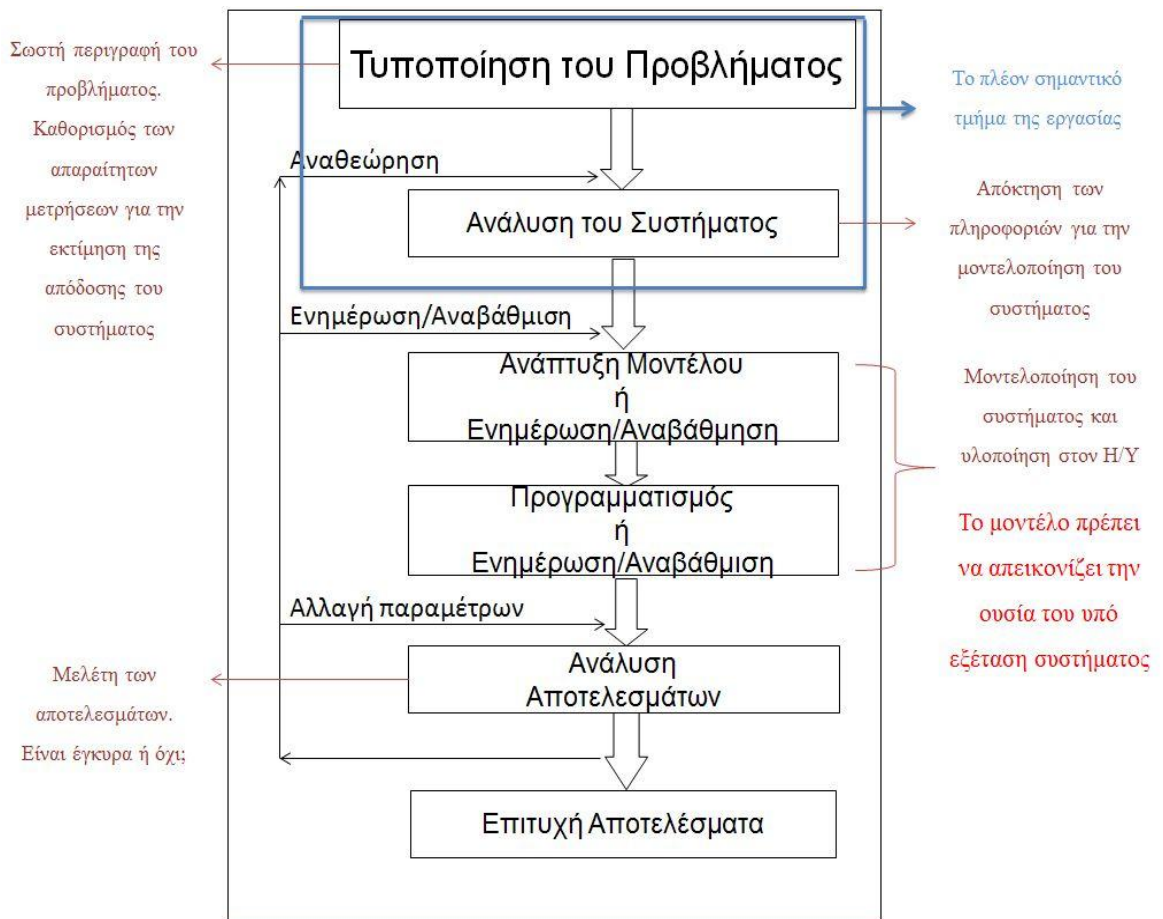 Τυποποίηση του Προβλήματος
Σωστή περιγραφή του
προβλήματος.
Καθορισμός των
απαραίτητων
μετρήσεων για την
εκτίμηση της
απόδοσης του
συστήματος
Το πλέον σημαντικό
τμήμα της εργασίας
Αναθεώρηση
Ανάλυση του Συστήματος
Απόκτηση των
πληροφοριών για την
μοντελοποίηση του
συστήματος
Ενημέρωση/Αναβάθμιση
Ανάπτυξη Μοντέλου
ή
Ενημέρωση/Αναβάθμηση
Προγραμματισμός
ή
Ενημέρωση/Αναβάθμιση
Μοντελοποίηση του
συστήματος και
υλοποίηση στον Η/Υ
Το μοντέλο πρέπει
να απεικονίζει την
ουσία του υπό
εξέταση συστήματος
Αλλαγή παραμέτρων
Ανάλυση
Αποτελεσμάτων
Μελέτη των
αποτελεσμάτων.
Είναι έγκυρα ή όχι;
Επιτυχή Αποτελέσματα